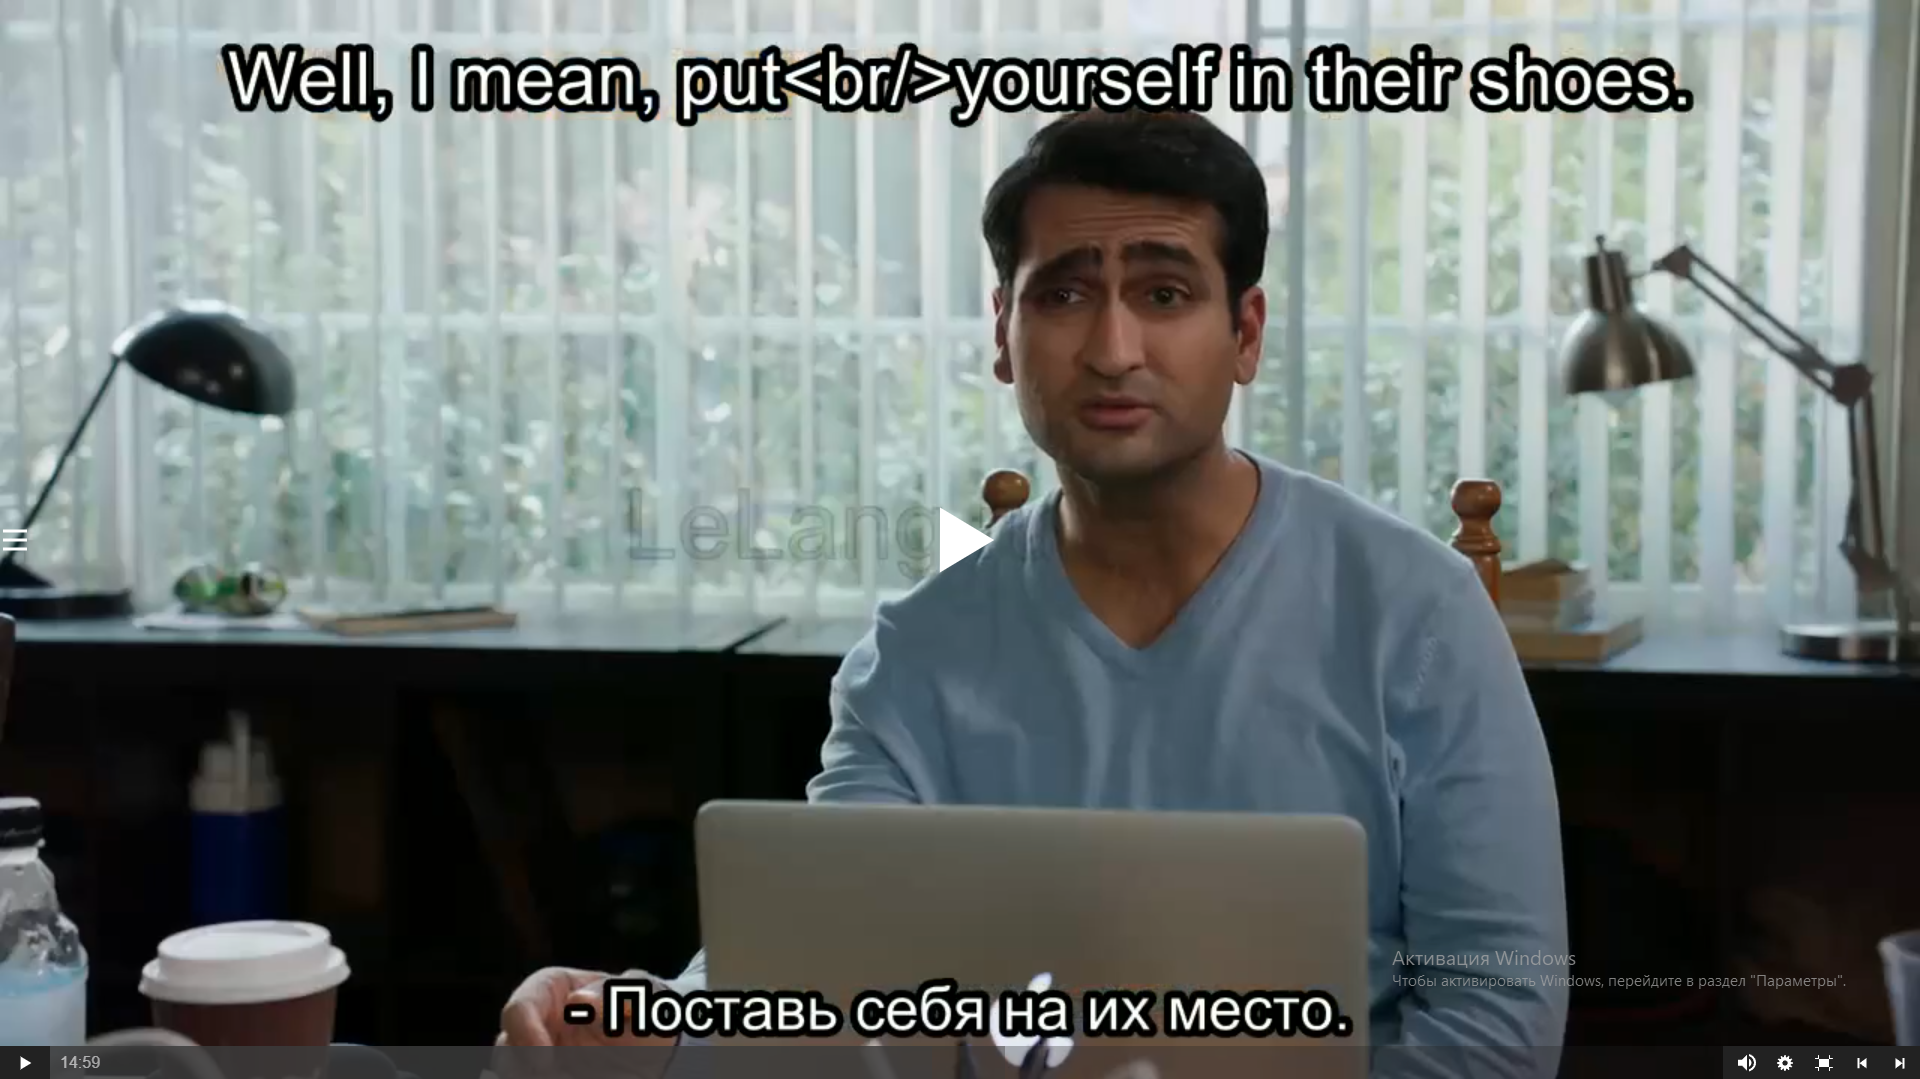 Well, I mean, put<br/>yourself in their shoes.
LeLang
Активация Windows
Чтобы активировать Windows, перейдите в раздел "Параметры".
- Поставь себя на их место.
14:59